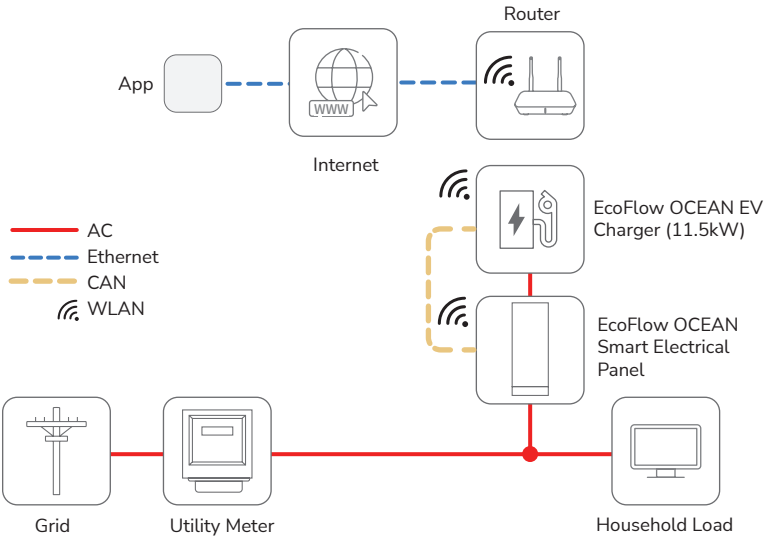 Router
App
WWW
Internet
EcoFlow OCEAN EV
Charger (11.5kW)
AC
Ethernet
CAN
WLAN
EcoFlow OCEAN
Smart Electrical
Panel
Grid
Utility Meter
Household Load